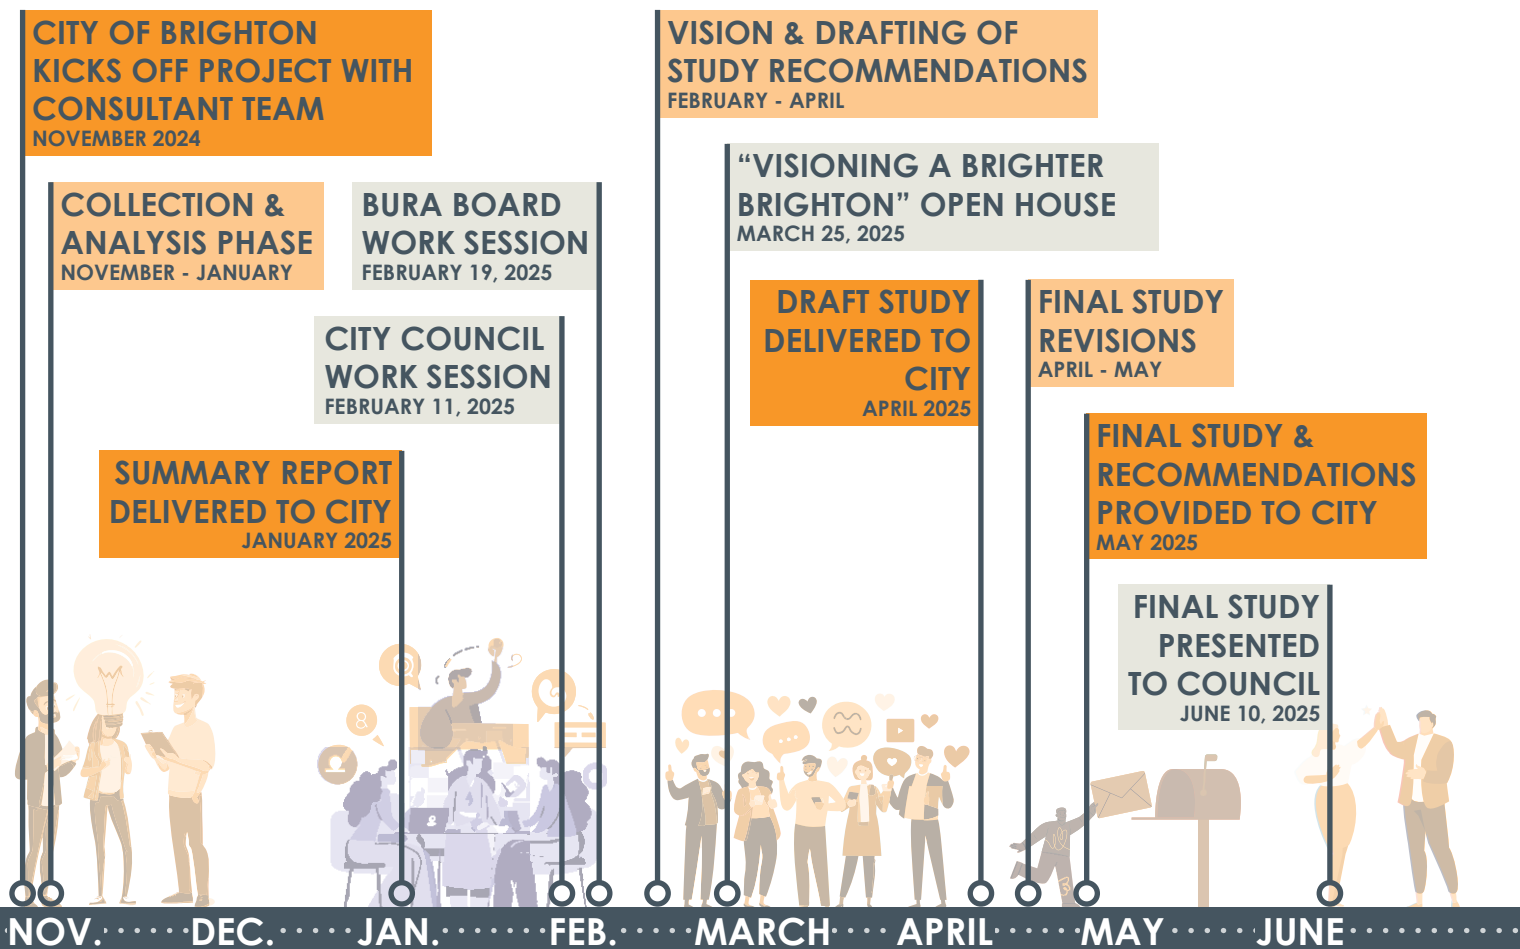 CITY OF BRIGHTON
KICKS OFF PROJECT WITH
CONSULTANT TEAM
NOVEMBER 2024
COLLECTION &
ANALYSIS PHASE
NOVEMBER - JANUARY
BURA BOARD
WORK SESSION
FEBRUARY 19, 2025
CITY COUNCIL
WORK SESSION
FEBRUARY 11, 2025
SUMMARY REPORT
DELIVERED TO CITY
JANUARY 2025
VISION & DRAFTING OF
STUDY RECOMMENDATIONS
FEBRUARY - APRIL
“VISIONING A BRIGHTER
BRIGHTON” OPEN HOUSE
MARCH 25, 2025
DRAFT STUDY
DELIVERED TO
CITY
APRIL 2025
FINAL STUDY
REVISIONS
APRIL - MAY
FINAL STUDY &
RECOMMENDATIONS
PROVIDED TO CITY
MAY 2025
FINAL STUDY
PRESENTED
TO COUNCIL
JUNE 10, 2025
NOV. DEC. JAN. FEB. MARCH APRIL MAY JUNE